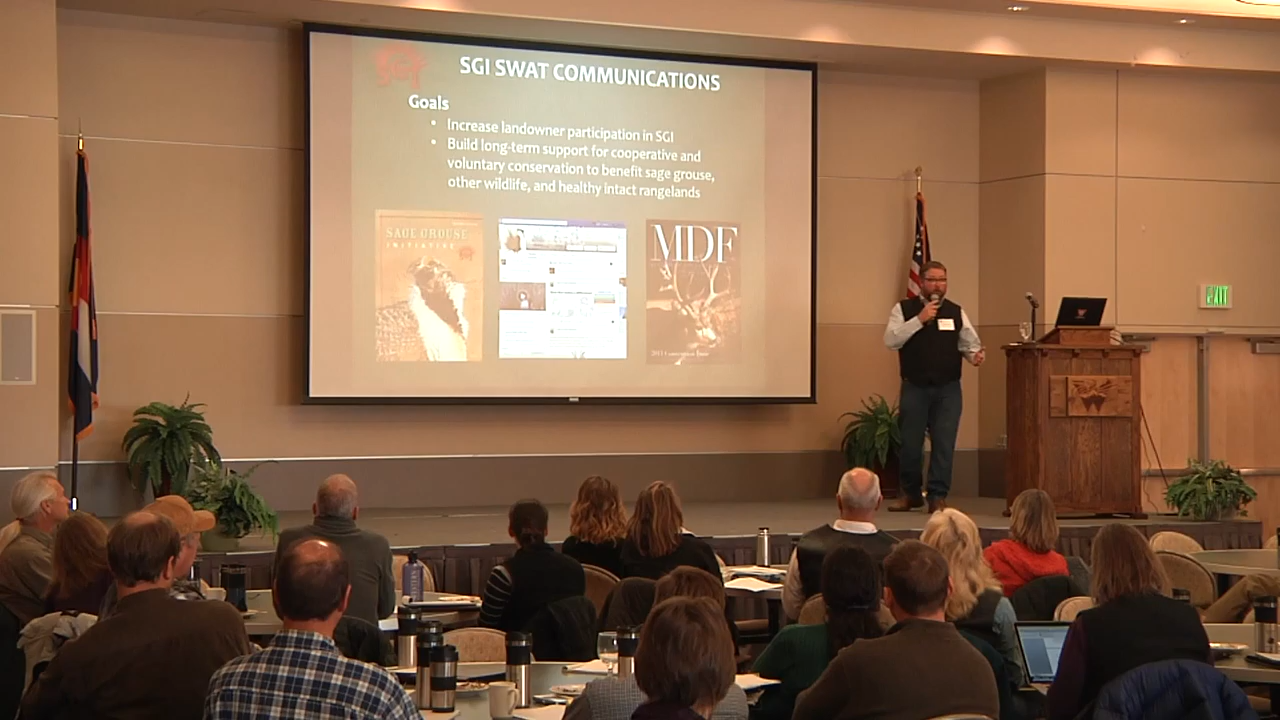 SGI
SGI SWAT COMMUNICATIONS
Goals
• Increase landowner participation in SGI
• Build long-term support for cooperative and
voluntary conservation to benefit sage grouse,
other wildlife, and healthy intact rangelands
SAGE GROUSE
INITIATIVE
MDF
EXIT